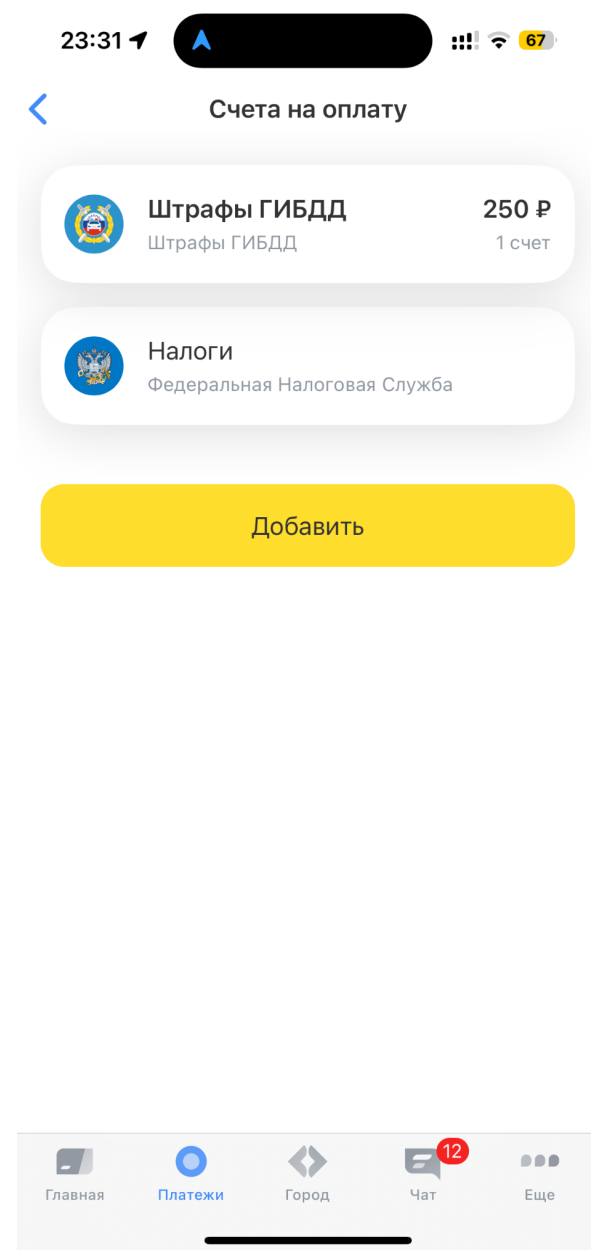 23:31
67
Счета на оплату
Штрафы ГИБДД 250 ₽
Штрафы ГИБДД 1 счет
Налоги
Федеральная Налоговая Служба
Добавить
12
Главная Платежи Город Чат Еще